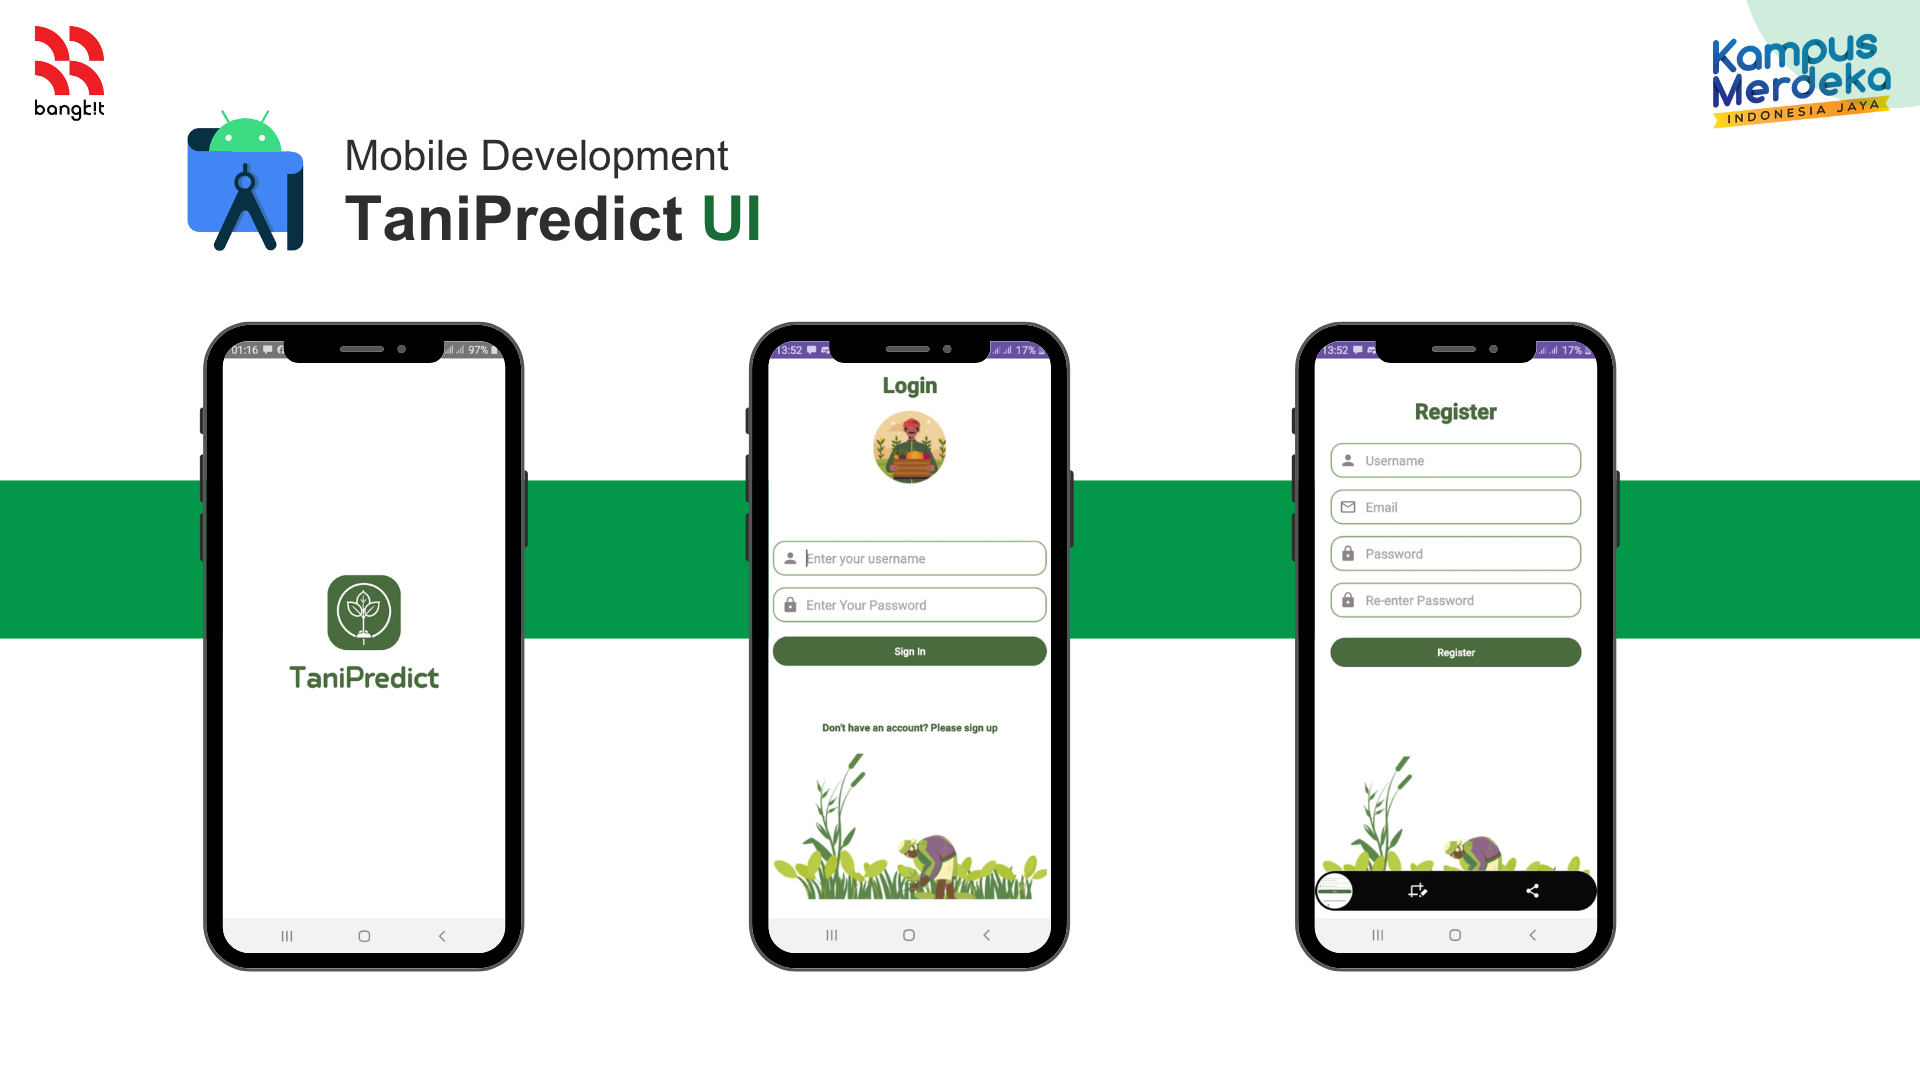 bangk!t
Kampus
Merdeka
INDONESIA JAYA
Mobile Development
TaniPredict UI
01:16
97%
TaniPredict
13:52
17%
Login
Enter your username
Enter Your Password
Sign In
Don't have an account? Please sign up
13:52
17%
Register
Username
Email
Password
Re-enter Password
Register